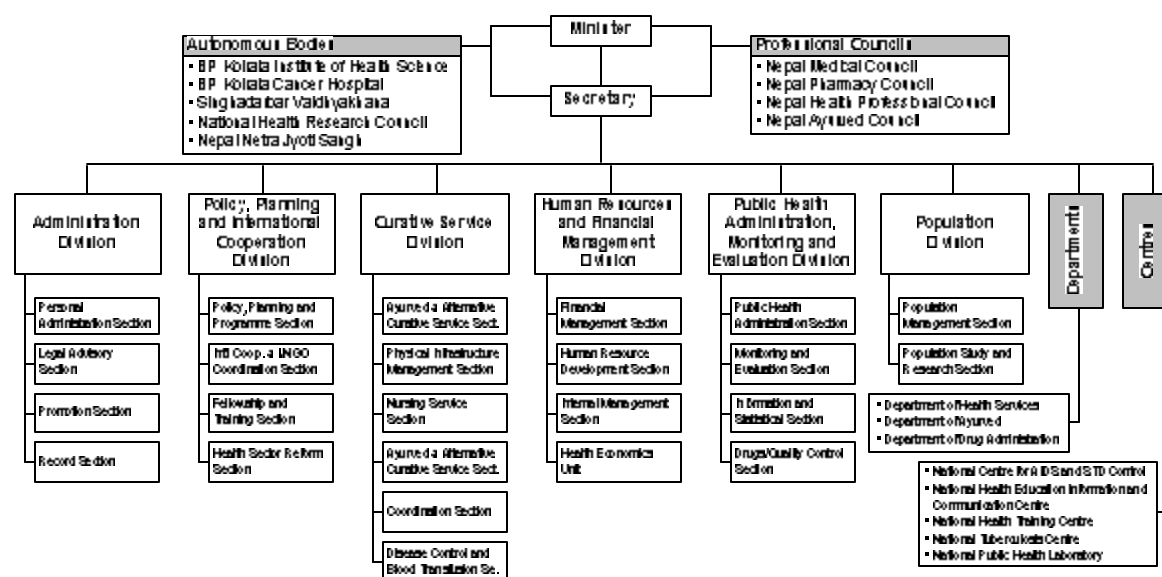 Minister
Autonomous Bodies
▪ BP Koirala Institute of Health Science
▪ BP Koirala Cancer Hospital
▪ Singhadarbar Vaidhyakhana
▪ National Health Research Council
▪ Nepal Netra Jyoti Sangh
Professional Councils
▪ Nepal Medical Council
▪ Nepal Pharmacy Council
▪ Nepal Health Professional Council
▪ Nepal Ayurved Council
Secretary
Administration
Division
Personal
Administration Section
Legal Advisory
Section
Promotion Section
Record Section
Policy, Planning
and International
Cooperation
Division
Policy, Planning and
Programme Section
Int'l Coop. a. I/NGO
Coordination Section
Fellowship and
Training Section
Health Sector Reform
Section
Curative Service
Division
Ayurved a. Alternative
Curative Service Sect.
Physical Infrastructure
Management Section
Nursing Service
Section
Ayurved a. Alternative
Curative Service Sect.
Coordination Section
Disease Control and
Blood Transfusion Se.
Human Resources
and Financial
Management
Division
Financial
Management Section
Human Resource
Development Section
Internal Management
Section
Health Economics
Unit
Public Health
Administration,
Monitoring and
Evaluation Division
Public Health
Administration Section
Monitoring and
Evaluation Section
Information and
Statistical Section
Drugs/Quality Control
Section
Population
Division
Population
Management Section
Population Study and
Research Section
Departments
▪ Department of Health Services
▪ Department of Ayurved
▪ Department of Drug Administration
Centres
▪ National Centre for AIDS and STD Control
▪ National Health Education Information and
Communication Centre
▪ National Health Training Centre
▪ National Tuberculosis Centre
▪ National Public Health Laboratory